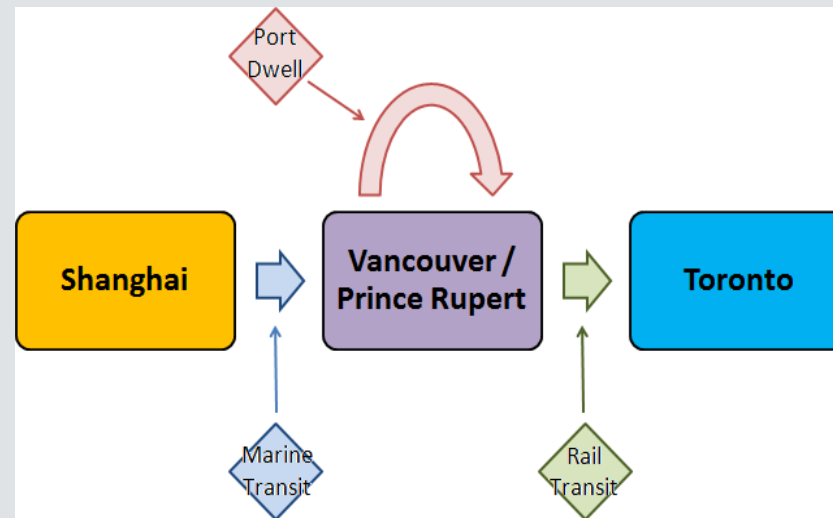 Port
Dwell
Shanghai
Vancouver /
Prince Rupert
Toronto
Marine
Transit
Rail
Transit